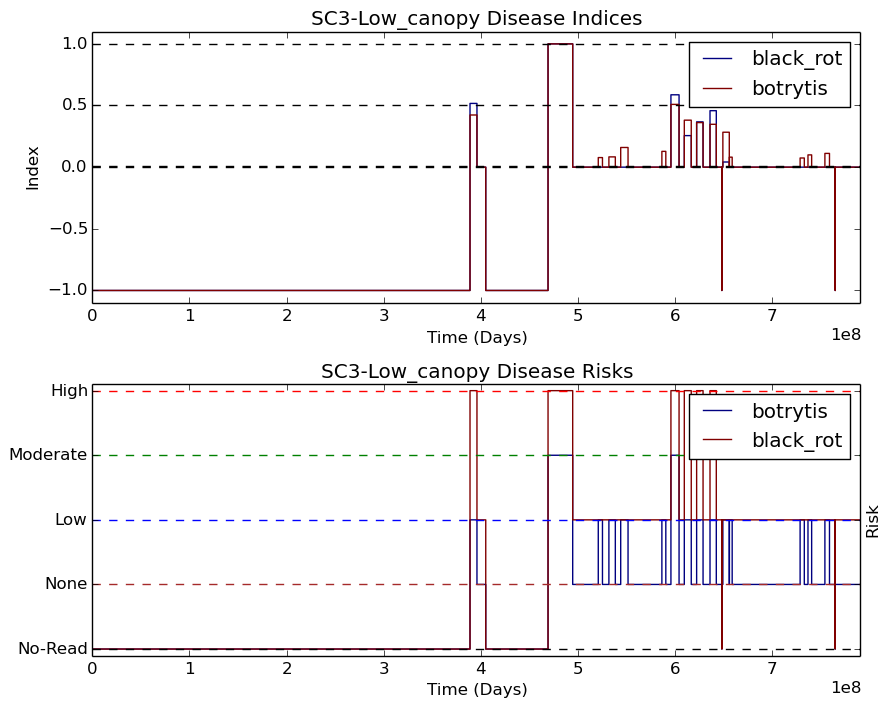 SC3-Low_canopy Disease Indices
1.0
0.5
0.0
−0.5
−1.0
Index
black_rot
botrytis
0 1 2 3 4 5 6 7
1e8
Time (Days)
SC3-Low_canopy Disease Risks
High
Moderate
Low
None
No-Read
botrytis
black_rot
Risk
0 1 2 3 4 5 6 7
1e8
Time (Days)